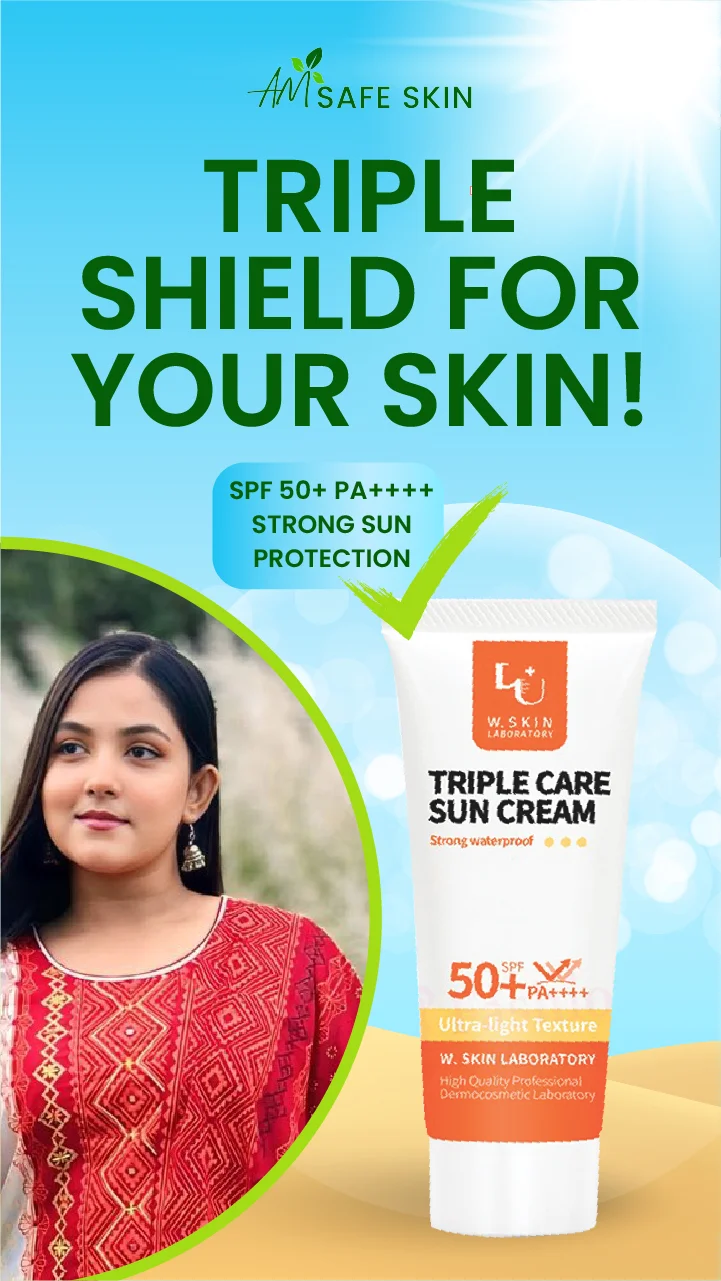 AM SAFE SKIN
TRIPLE
SHIELD FOR
YOUR SKIN!
SPF 50+ PA++++
STRONG SUN
PROTECTION
W. SKIN
LABORATORY
TRIPLE CARE
SUN CREAM
Strong waterproof
50+ SPF PA++++
Ultra-light Texture
W. SKIN LABORATORY
High Quality Professional
Dermocosmetic Laboratory